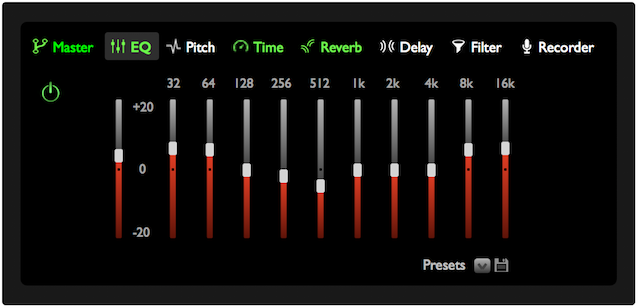 Master EQ Pitch Time Reverb Delay Filter Recorder
32 64 128 256 512 1k 2k 4k 8k 16k
+20
0
-20
Presets